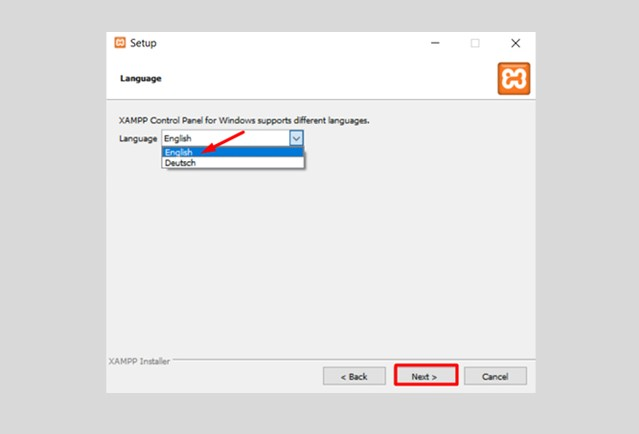 Setup
Language
XAMPP Control Panel for Windows supports different languages.
Language English
English
Deutsch
XAMPP Installer
< Back Next > Cancel